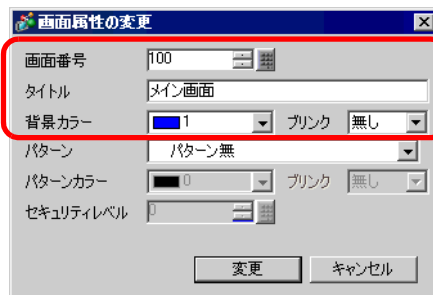 画面属性の変更
画面番号 100
タイトル メイン画面
背景カラー 1 ブリンク 無し
パターン パターン無
パターンカラー 0 ブリンク 無し
セキュリティレベル 0
変更 キャンセル